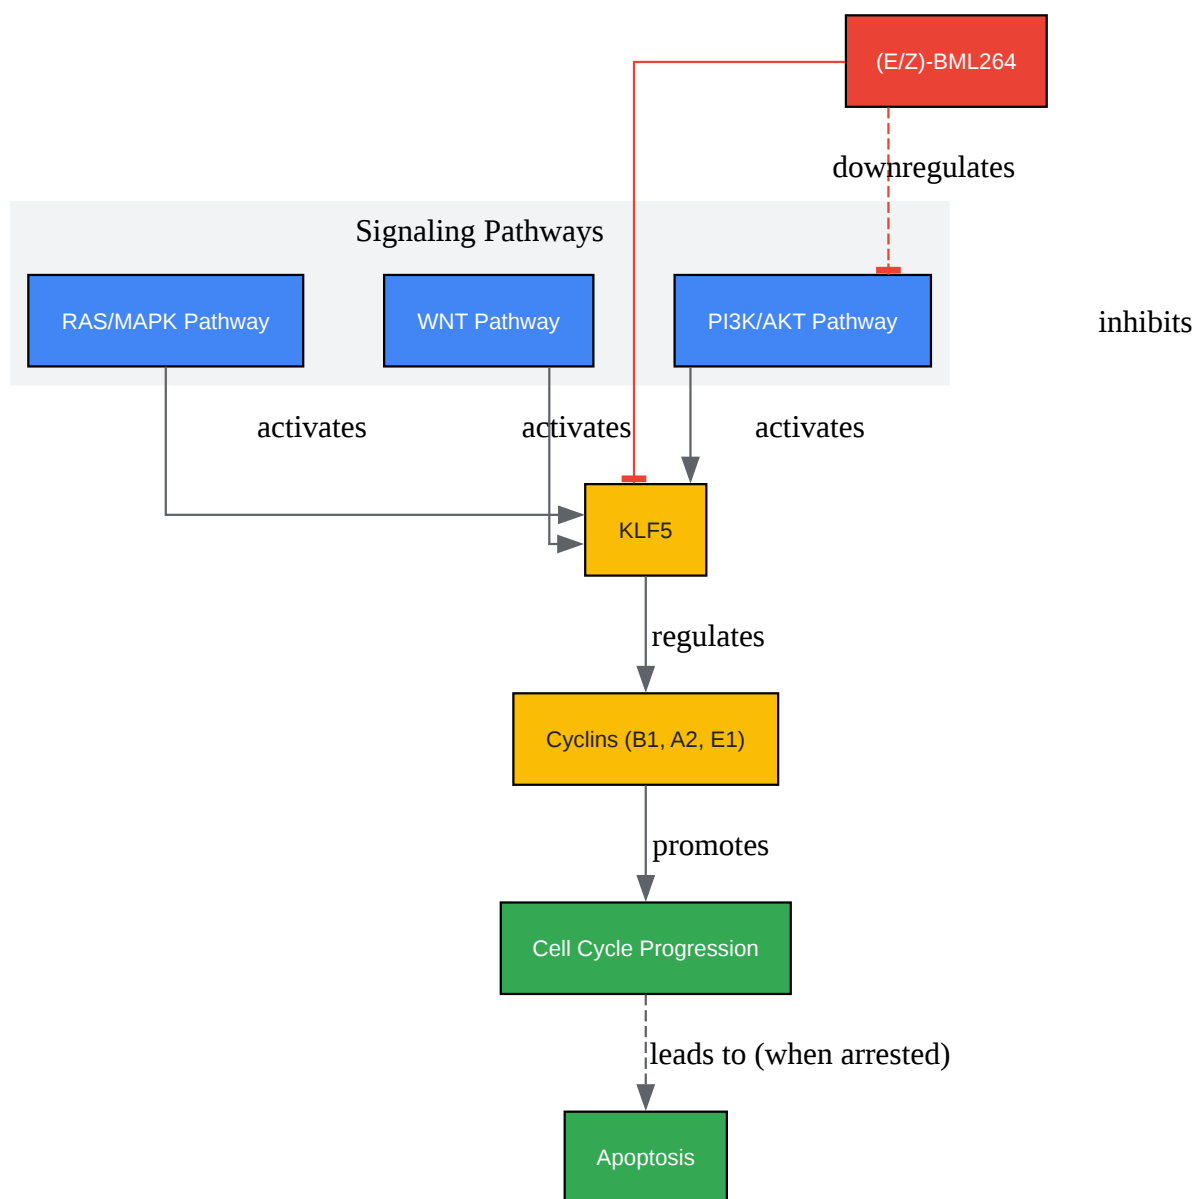 (E/Z)-BML264
downregulates
Signaling Pathways
RAS/MAPK Pathway
WNT Pathway
PI3K/AKT Pathway
inhibits
activates
activates
activates
KLF5
regulates
Cyclins (B1, A2, E1)
promotes
Cell Cycle Progression
leads to (when arrested)
Apoptosis